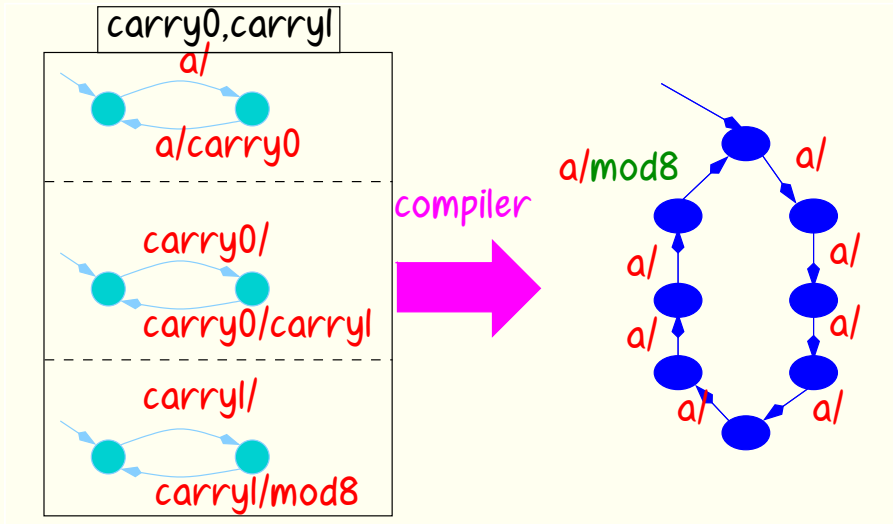 carry0,carry1
a/
a/carry0
carry0/
carry0/carry1
carry1/
carry1/mod8
compiler
a/mod8
a/
a/
a/
a/
a/
a/
a/